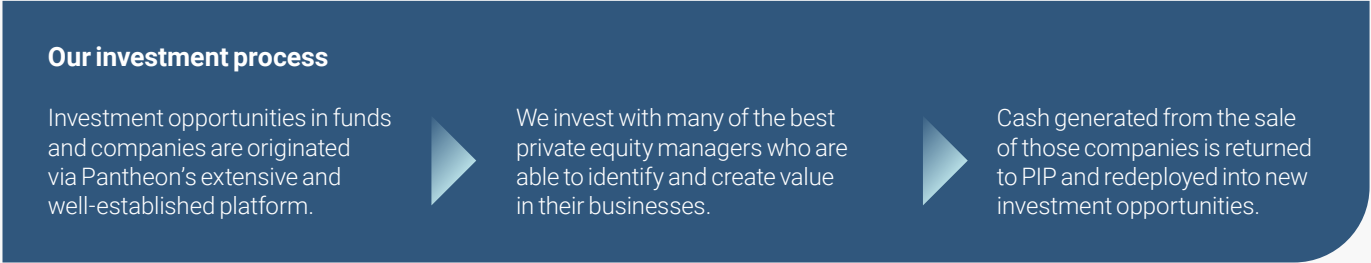 Our investment process
Investment opportunities in funds
and companies are originated
via Pantheon’s extensive and
well-established platform.
We invest with many of the best
private equity managers who are
able to identify and create value
in their businesses.
Cash generated from the sale
of those companies is returned
to PIP and redeployed into new
investment opportunities.